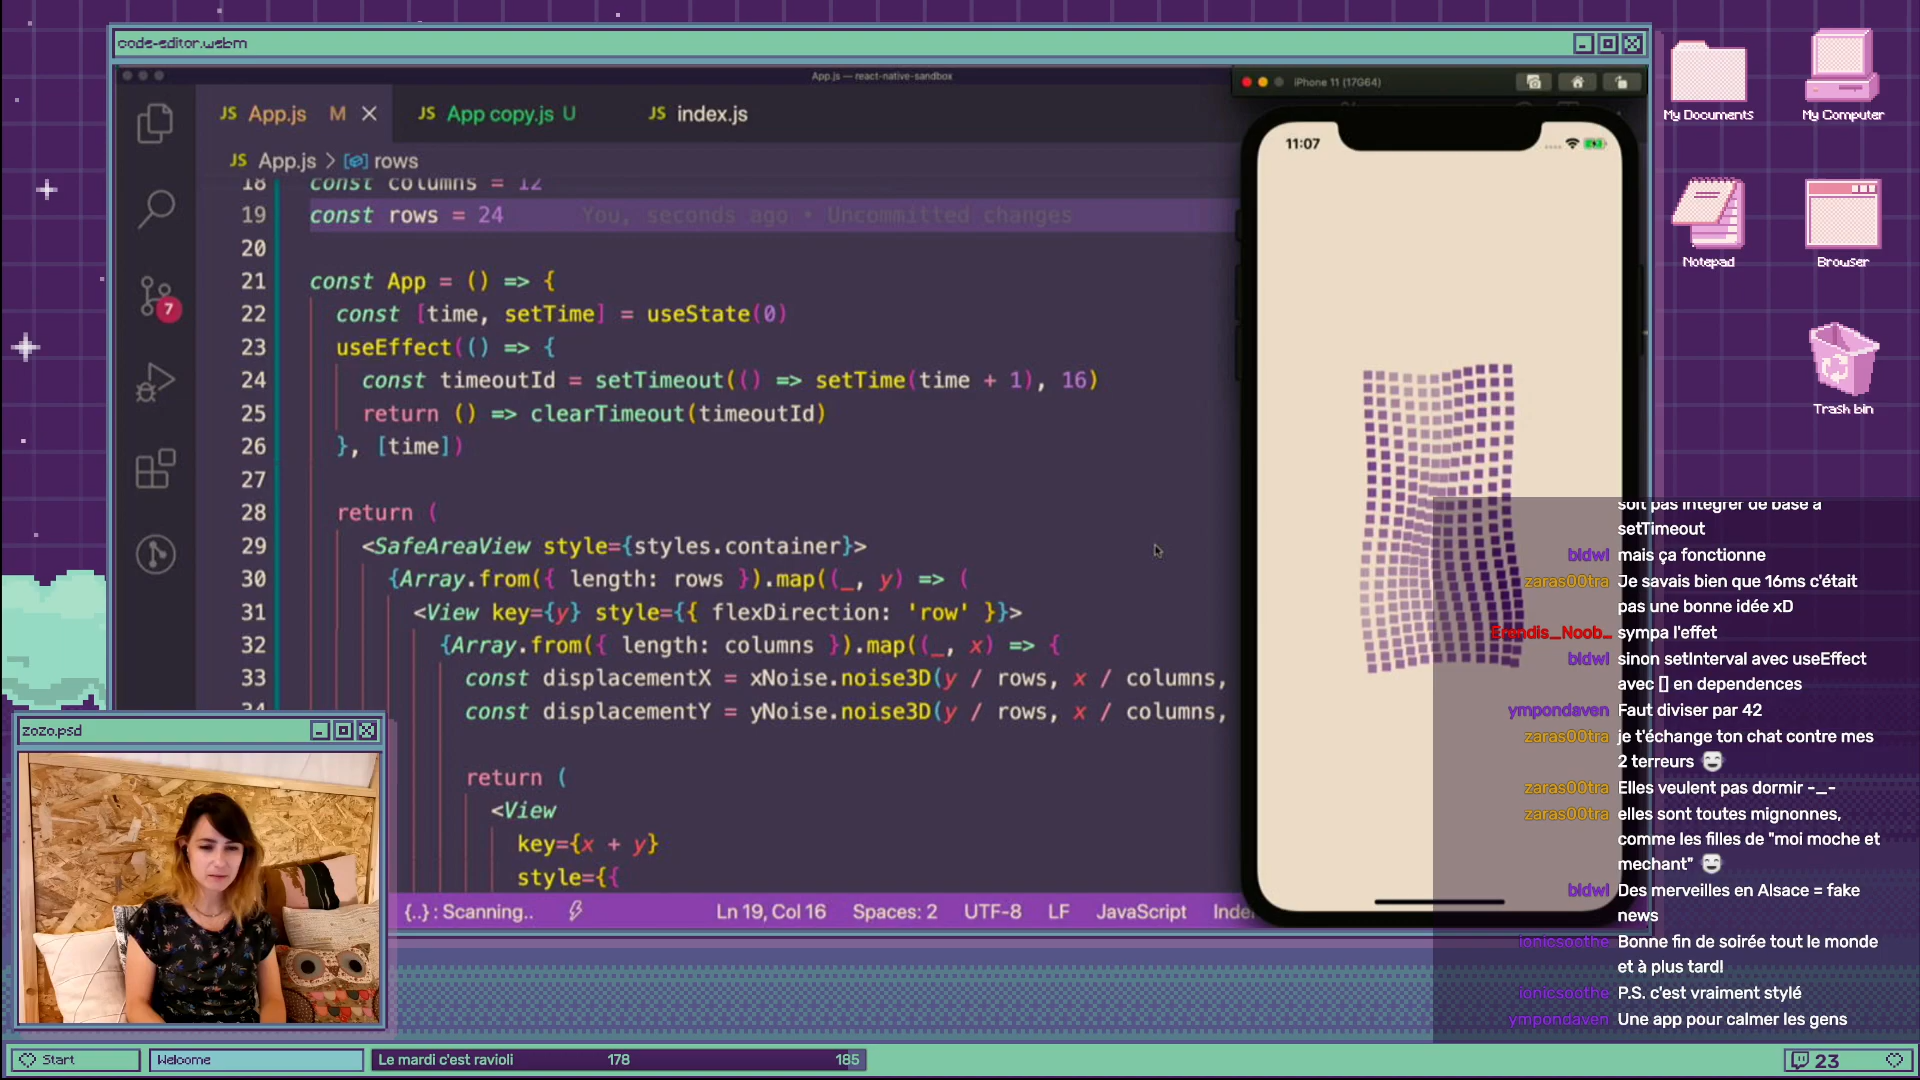 code-editor.webm
App.js — react-native-sandbox
iPhone 11 (17G64)
My Documents
My Computer
JS App.js M
JS App copy.js U
JS index.js
JS App.js > rows
11:07
18 const columns = 12
19 const rows = 24 You, seconds ago • Uncommitted changes
20
21 const App = () => {
22 const [time, setTime] = useState(0)
23 useEffect(() => {
24 const timeoutId = setTimeout(() => setTime(time + 1), 16)
25 return () => clearTimeout(timeoutId)
26 }, [time])
27
28 return (
29 <SafeAreaView style={styles.container}>
30 {Array.from({ length: rows }).map((_, y) => (
31 <View key={y} style={{ flexDirection: 'row' }}>
32 {Array.from({ length: columns }).map((_, x) => {
33 const displacementX = xNoise.noise3D(y / rows, x / columns,
34 const displacementY = yNoise.noise3D(y / rows, x / columns,
return (
<View
key={x + y}
style={{
7
Notepad
Browser
Trash bin
soit pas intégrer de base à
setTimeout
bldwl mais ça fonctionne
zaras00tra Je savais bien que 16ms c'était
pas une bonne idée xD
Erendis_Noob_ sympa l'effet
bldwl sinon setInterval avec useEffect
avec [] en dependences
ympondaven Faut diviser par 42
zaras00tra je t'échange ton chat contre mes
2 terreurs
zaras00tra Elles veulent pas dormir -_-
zaras00tra elles sont toutes mignonnes,
comme les filles de "moi moche et
mechant"
bldwl Des merveilles en Alsace = fake
news
ionicsoothe Bonne fin de soirée tout le monde
et à plus tard!
ionicsoothe P.S. c'est vraiment stylé
ympondaven Une app pour calmer les gens
zozo.psd
{..} : Scanning..
Ln 19, Col 16
Spaces: 2
UTF-8
LF
JavaScript
Start
Welcome
Le mardi c'est ravioli 178 185
23